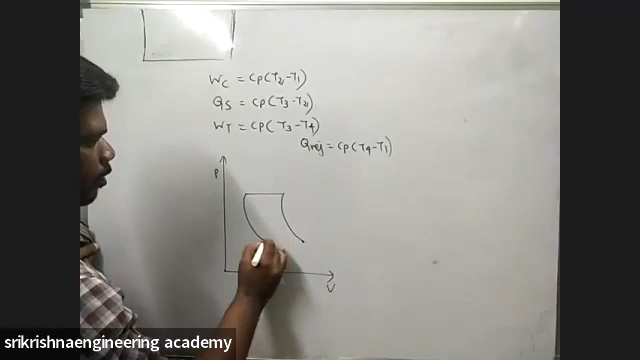 Wc = Cp(T2-T1)
Qs = Cp(T3-T2)
WT = Cp(T3-T4)
Qrej = Cp(T4-T1)
P
V
srikrishnaengineering academy